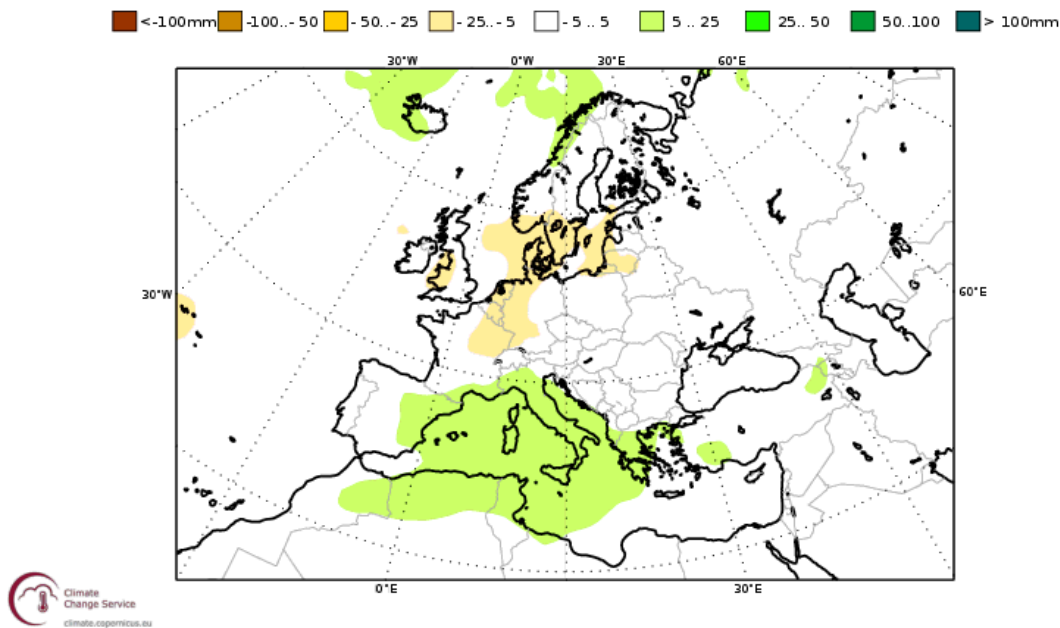 <-100mm -100..- 50 - 50..- 25 - 25..- 5 - 5 .. 5 5 .. 25 25.. 50 50..100 > 100mm
30°W 0°W 30°E 60°E
30°W 60°E
0°E 30°E
Climate
Change Service
climate.copernicus.eu